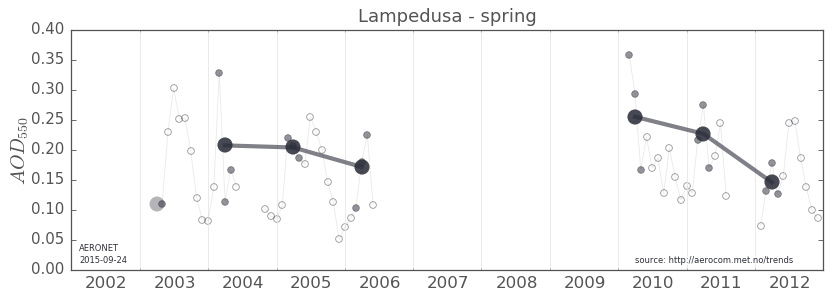 Lampedusa - spring
0.40
0.35
0.30
0.25
0.20
0.15
0.10
0.05
0.00
AOD550
AERONET
2015-09-24
source: http://aerocom.met.no/trends
2002 2003 2004 2005 2006 2007 2008 2009 2010 2011 2012